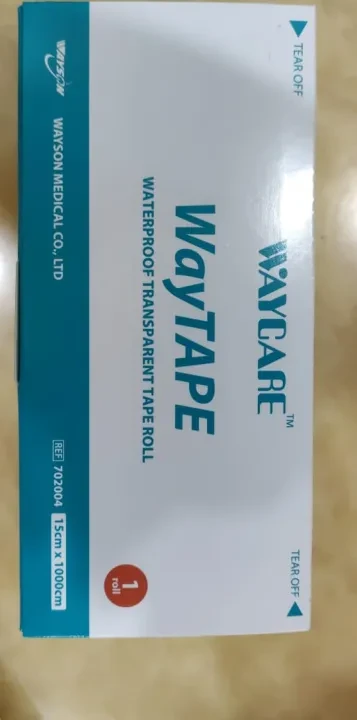 TEAR OFF
TEAR OFF
WAYCARE™
WayTAPE
WATERPROOF TRANSPARENT TAPE ROLL
1
roll
WAYSON
WAYSON MEDICAL CO., LTD
REF 702004 15cm x 1000cm